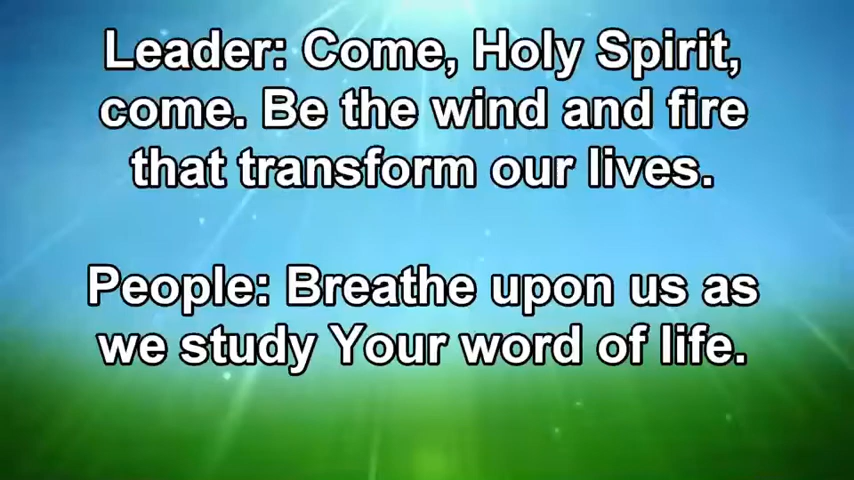 Leader: Come, Holy Spirit,
come. Be the wind and fire
that transform our lives.
People: Breathe upon us as
we study Your word of life.